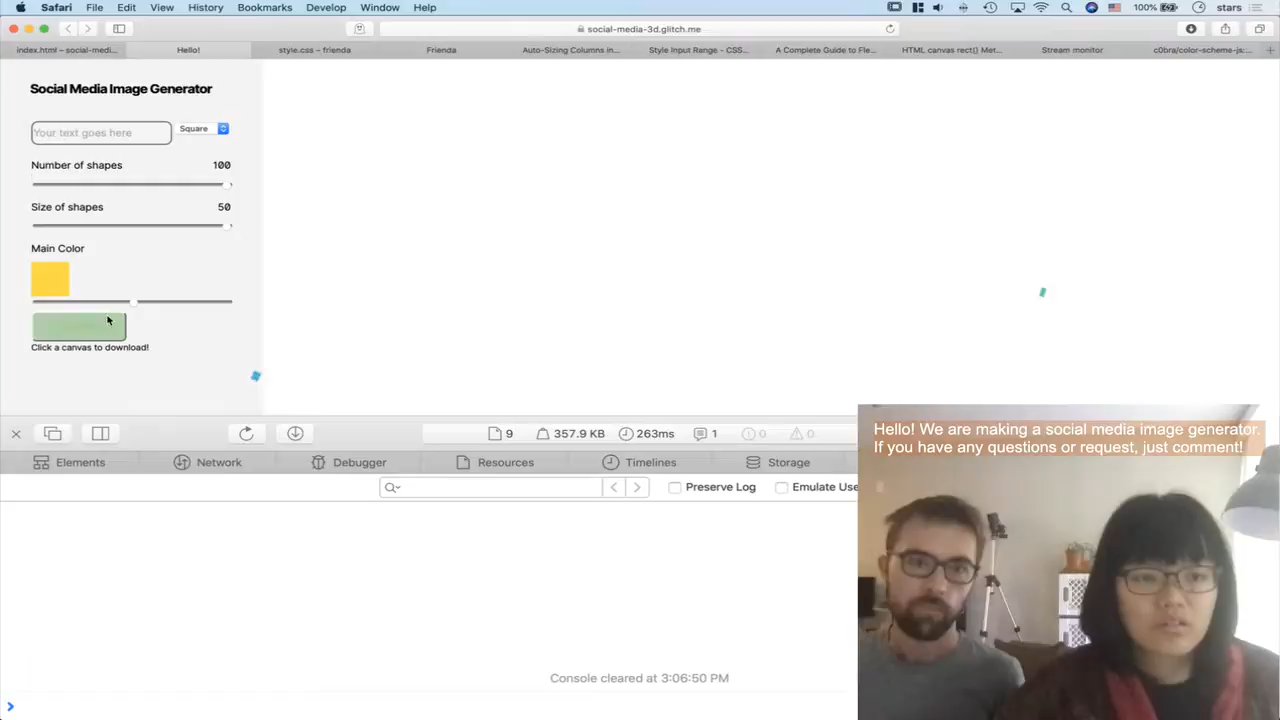 Safari File Edit View History Bookmarks Develop Window Help 100% stars
social-media-3d.glitch.me
index.html – social-medi... Hello! style.css – frienda Frienda Auto-Sizing Columns in... Style Input Range - CSS... A Complete Guide to Fle... HTML canvas rect() Met... Stream monitor c0bra/color-scheme-js:...
Social Media Image Generator
Your text goes here Square
Number of shapes 100
Size of shapes 50
Main Color
Click a canvas to download!
9 357.9 KB 263ms 1 0 0
Elements Network Debugger Resources Timelines Storage
Preserve Log Emulate Use
Console cleared at 3:06:50 PM
Hello! We are making a social media image generator.
If you have any questions or request, just comment!